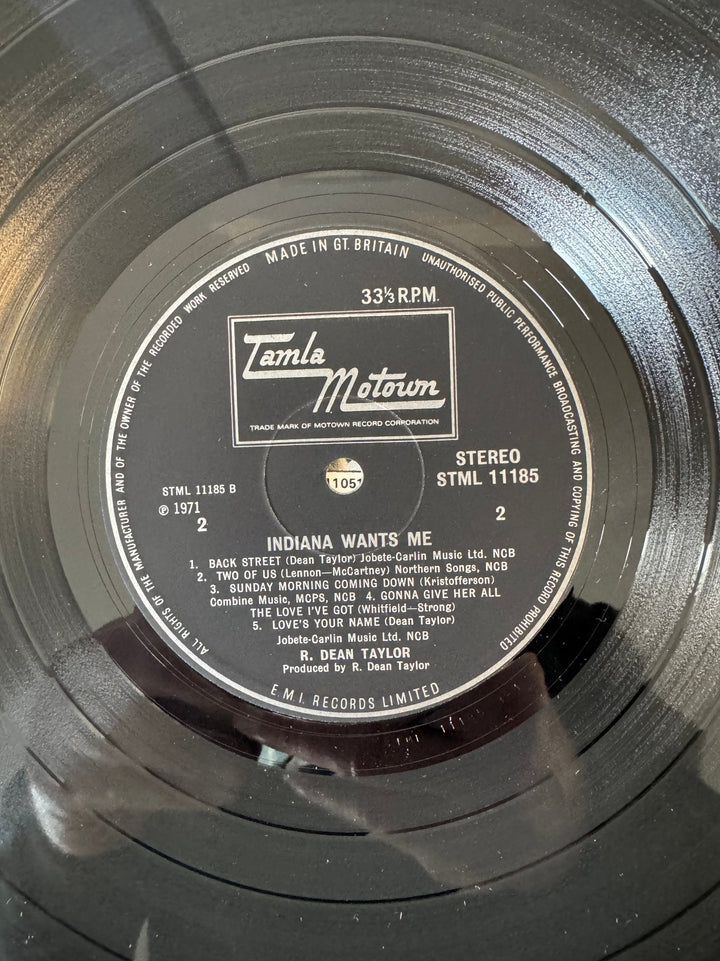 MADE IN GT. BRITAIN
UNAUTHORISED PUBLIC PERFORMANCE BROADCASTING AND COPYING OF THIS RECORD PROHIBITED
ALL RIGHTS OF THE MANUFACTURER AND OF THE OWNER OF THE RECORDED WORK RESERVED
33⅓ R.P.M.
Tamla
Motown
TRADE MARK OF MOTOWN RECORD CORPORATION
STEREO
STML 11185
STML 11185 B
℗ 1971
2
2
1105
INDIANA WANTS ME
1. BACK STREET (Dean Taylor) Jobete-Carlin Music Ltd. NCB
2. TWO OF US (Lennon—McCartney) Northern Songs, NCB
3. SUNDAY MORNING COMING DOWN (Kristofferson)
Combine Music, MCPS, NCB 4. GONNA GIVE HER ALL
THE LOVE I'VE GOT (Whitfield—Strong)
5. LOVE'S YOUR NAME (Dean Taylor)
Jobete-Carlin Music Ltd. NCB
R. DEAN TAYLOR
Produced by R. Dean Taylor
E.M.I. RECORDS LIMITED